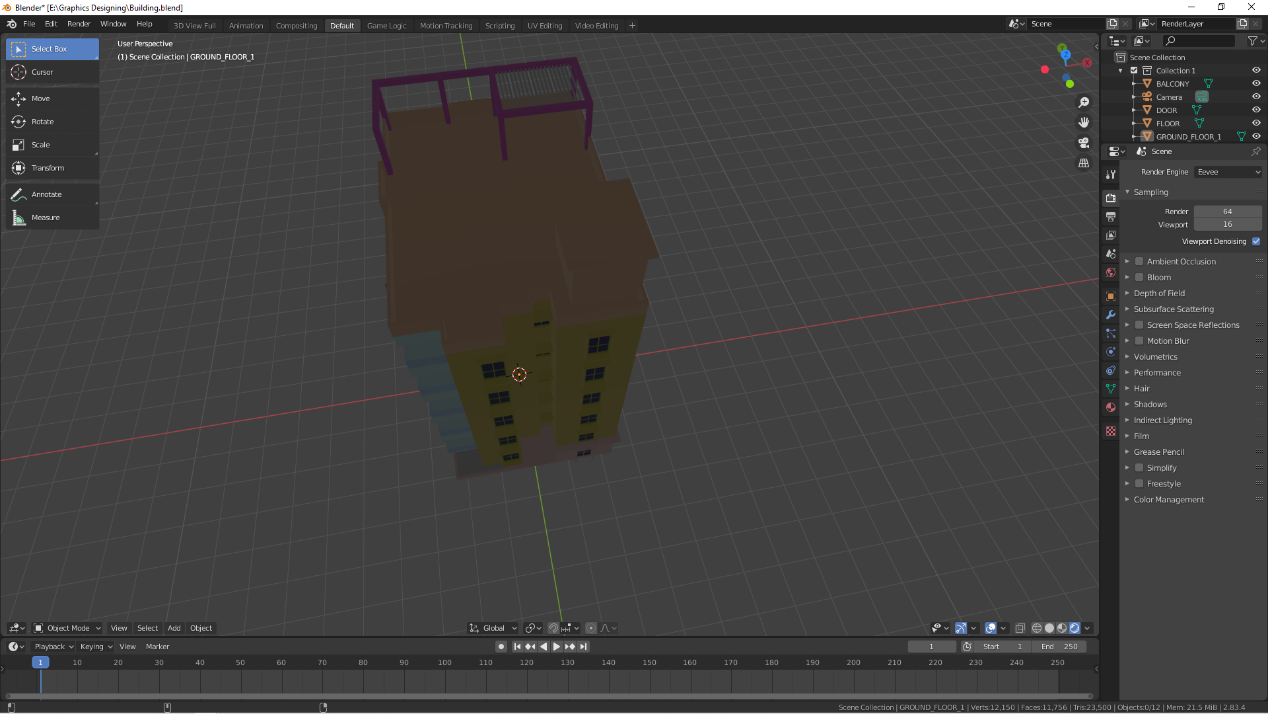 Blender* [E:\Graphics Designing\Building.blend]
File Edit Render Window Help 3D View Full Animation Compositing Default Game Logic Motion Tracking Scripting UV Editing Video Editing + Scene RenderLayer
Select Box
Cursor
Move
Rotate
Scale
Transform
Annotate
Measure
User Perspective
(1) Scene Collection | GROUND_FLOOR_1
Scene Collection
Collection 1
BALCONY
Camera
DOOR
FLOOR
GROUND_FLOOR_1
Scene
Render Engine Eevee
Sampling
Render 64
Viewport 16
Viewport Denoising
Ambient Occlusion
Bloom
Depth of Field
Subsurface Scattering
Screen Space Reflections
Motion Blur
Volumetrics
Performance
Hair
Shadows
Indirect Lighting
Film
Grease Pencil
Simplify
Freestyle
Color Management
Object Mode View Select Add Object Global
Playback Keying View Marker 1 Start 1 End 250
1 10 20 30 40 50 60 70 80 90 100 110 120 130 140 150 160 170 180 190 200 210 220 230 240 250
Scene Collection | GROUND_FLOOR_1 | Verts:12,150 | Faces:11,756 | Tris:23,500 | Objects:0/12 | Mem: 21.5 MiB | 2.83.4